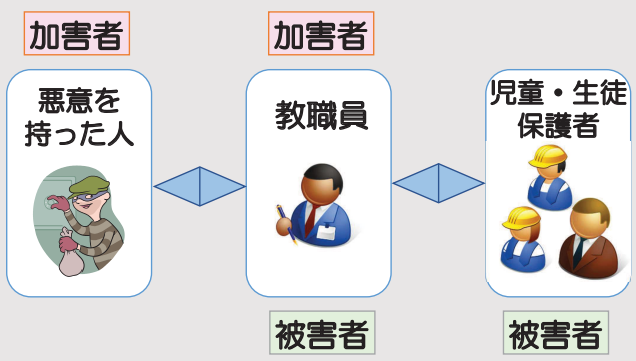 加害者
加害者
悪意を
持った人
教職員
児童・生徒
保護者
被害者
被害者